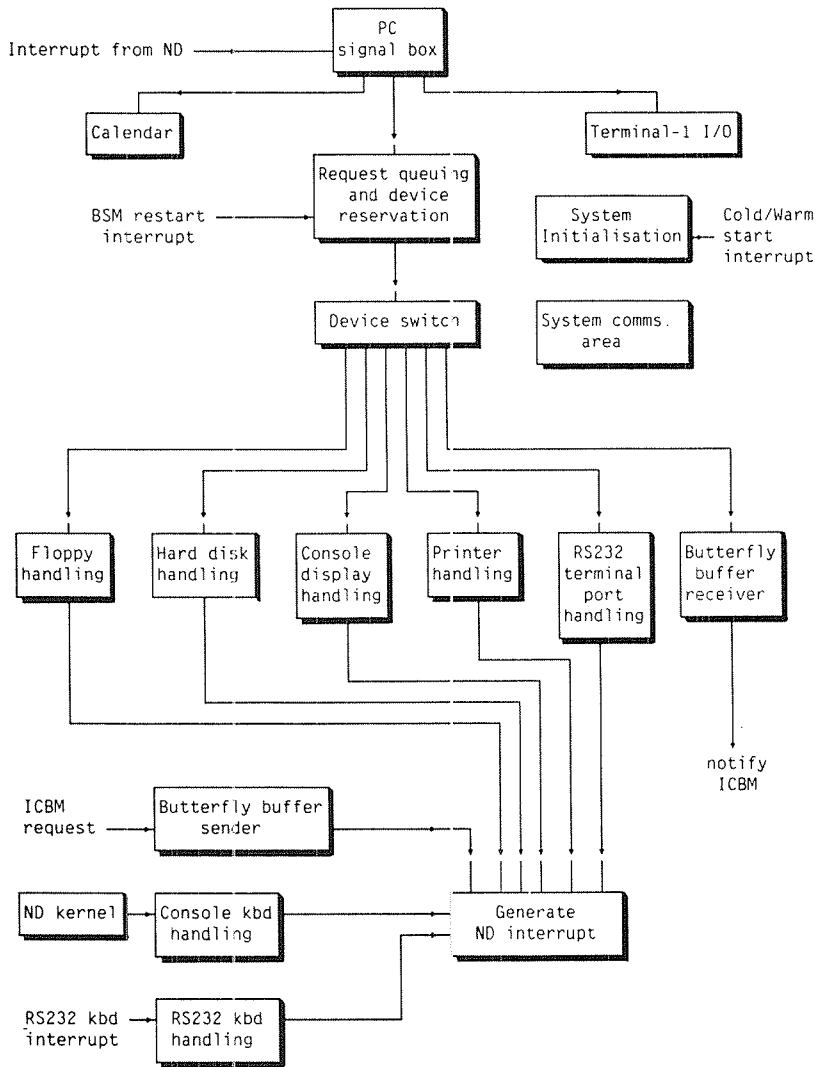 PC
signal box
Interrupt from ND
Calendar
Terminal-1 I/O
Request queuing
and device
reservation
BSM restart
interrupt
System
Initialisation
Cold/Warm
start
interrupt
Device switch
System comms.
area
Floppy
handling
Hard disk
handling
Console
display
handling
Printer
handling
RS232
terminal
port
handling
Butterfly
buffer
receiver
notify
ICBM
ICBM
request
Butterfly buffer
sender
ND kernel
Console kbd
handling
Generate
ND interrupt
RS232 kbd
interrupt
RS232 kbd
handling